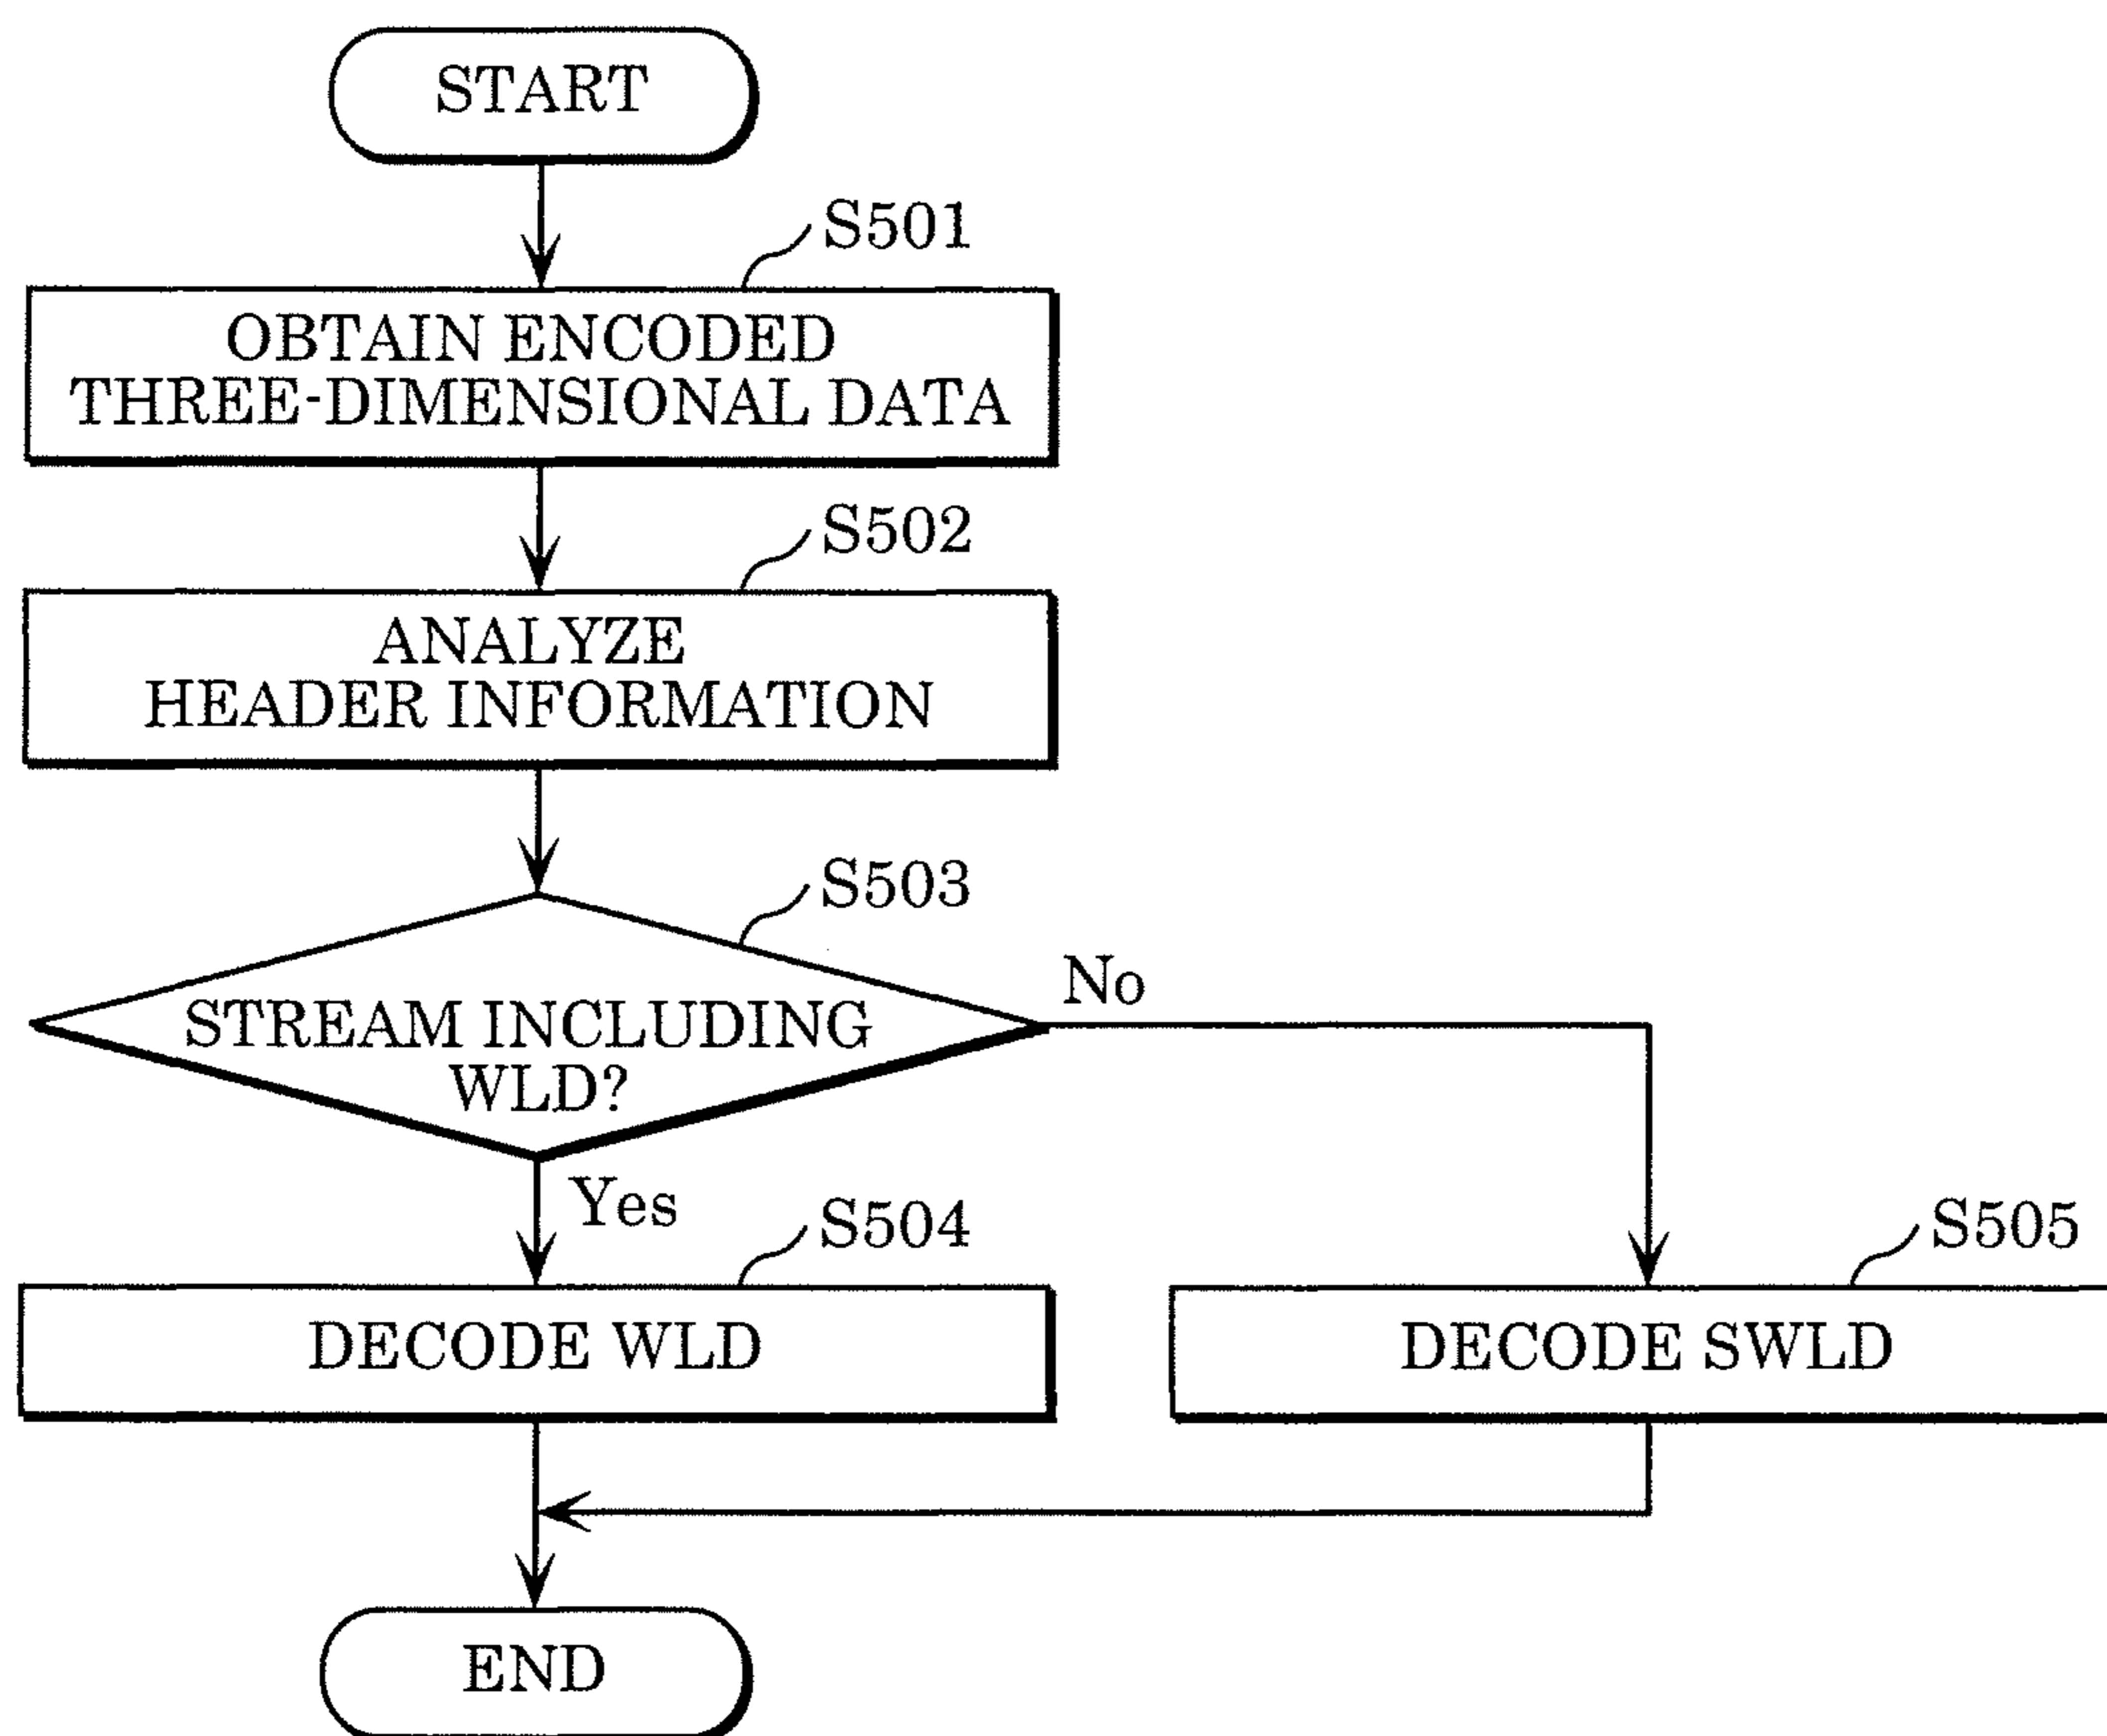 START
S501
OBTAIN ENCODED
THREE-DIMENSIONAL DATA
S502
ANALYZE
HEADER INFORMATION
S503
STREAM INCLUDING
WLD?
No
Yes
S504
DECODE WLD
S505
DECODE SWLD
END